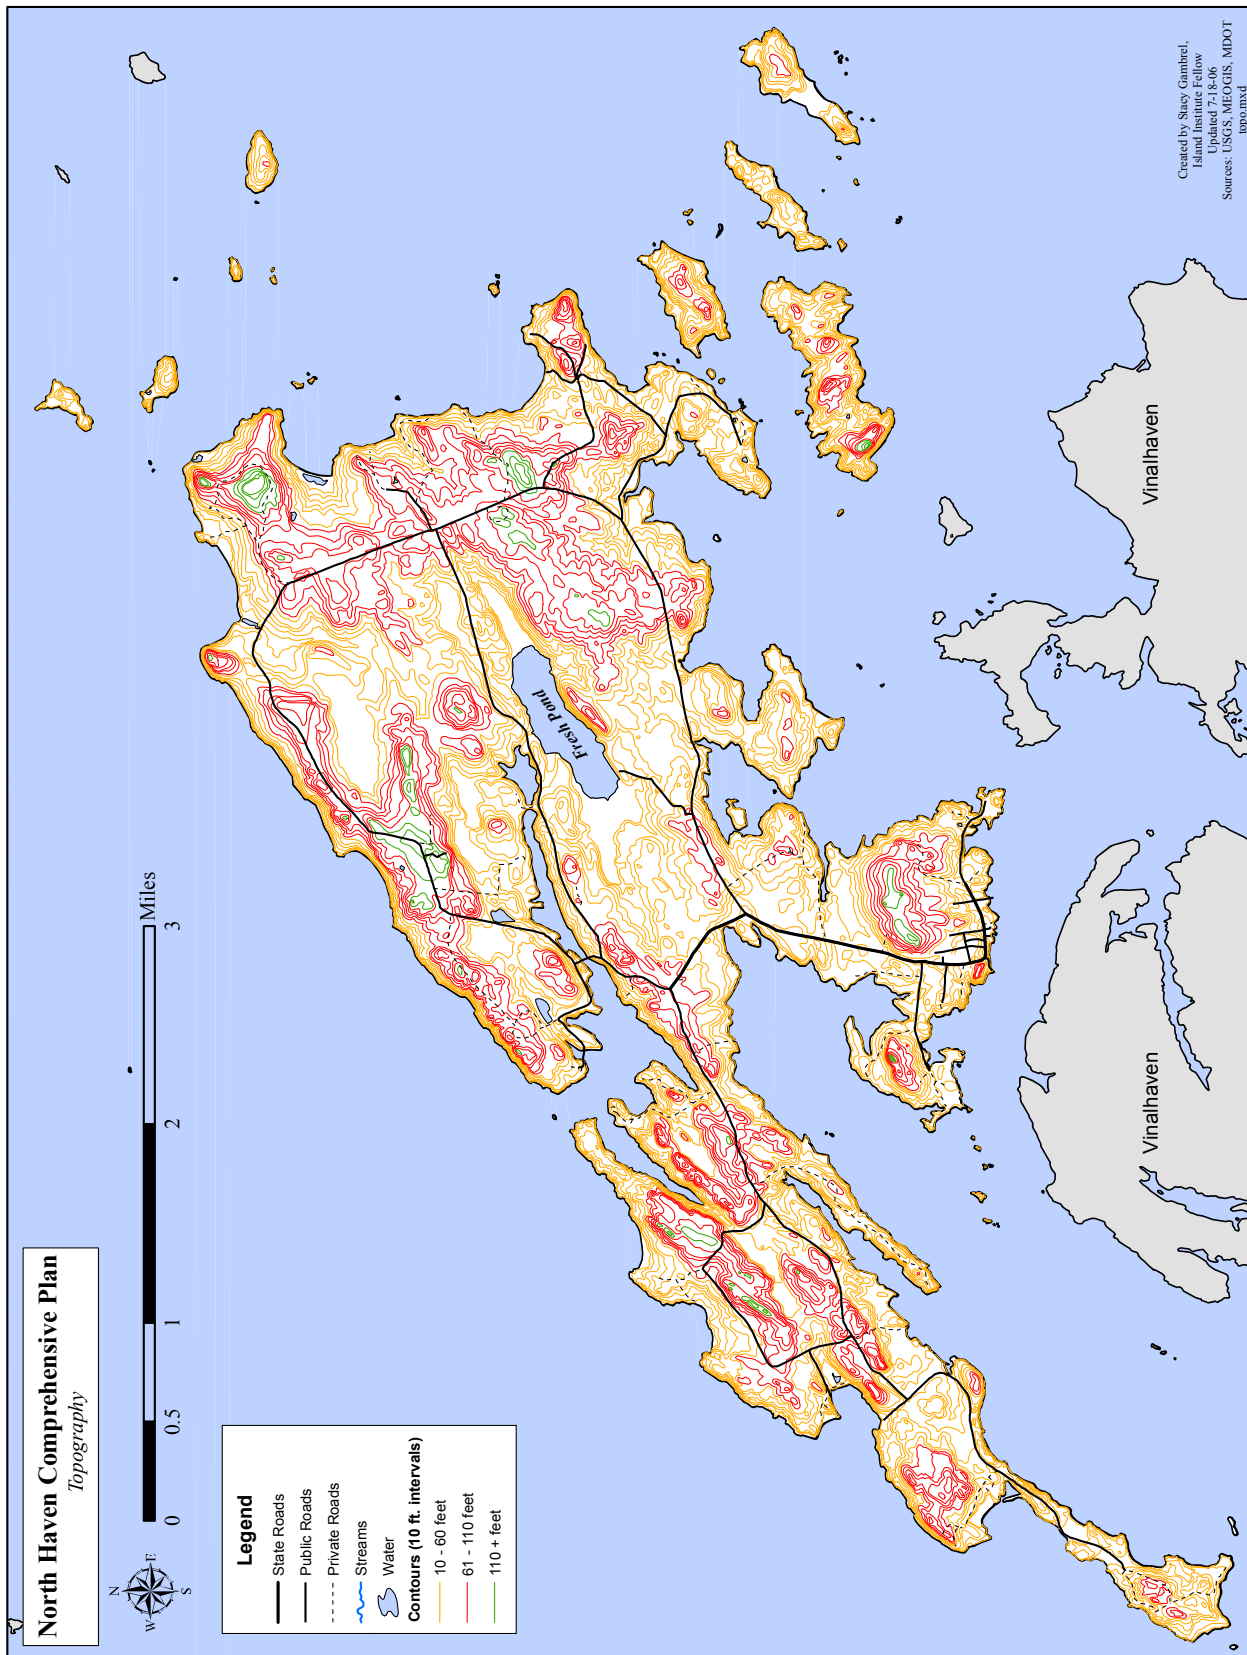 North Haven Comprehensive Plan
Topography
N
W
E
S
0
0.5
1
2
3
Miles
Legend
State Roads
Public Roads
Private Roads
Streams
Water
Contours (10 ft. intervals)
10 - 60 feet
61 - 110 feet
110 + feet
Fresh Pond
Vinalhaven
Vinalhaven
Created by Stacy Gambrel,
Island Institute Fellow
Updated 7-18-06
Sources: USGS, MEOGIS, MDOT
topo.mxd